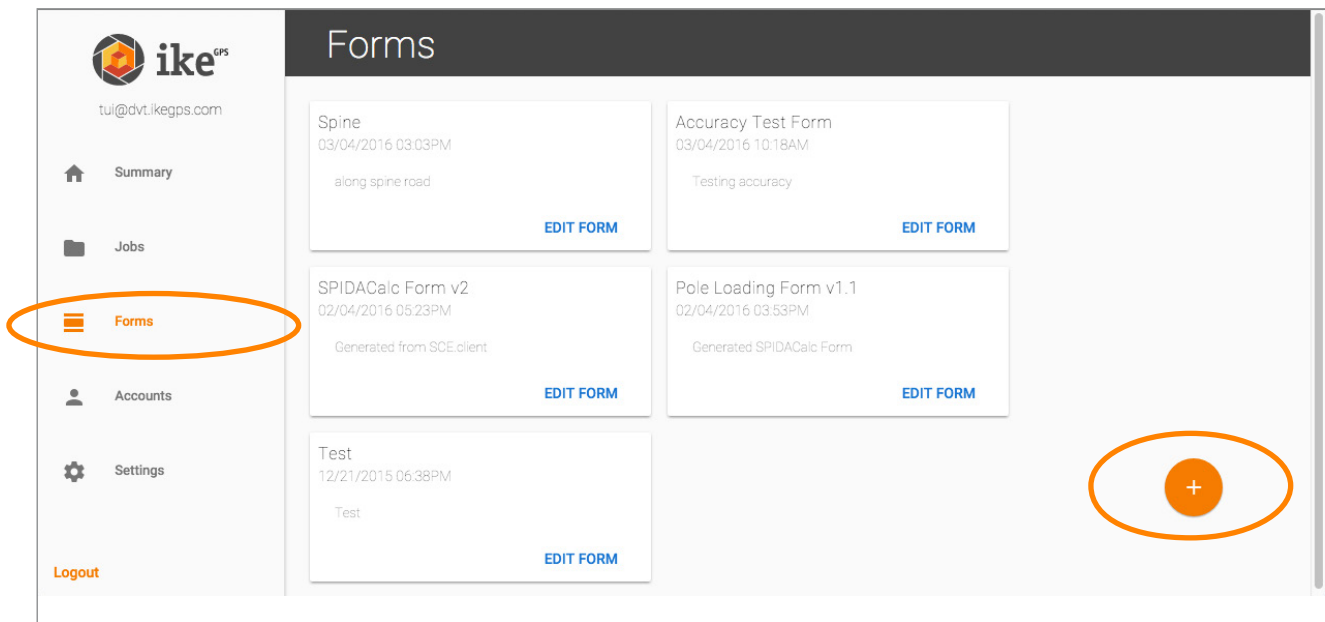 ike GPS
tui@dvt.ikegps.com
Summary
Jobs
Forms
Accounts
Settings
Logout
Forms
Spine
03/04/2016 03:03PM
along spine road
EDIT FORM
Accuracy Test Form
03/04/2016 10:18AM
Testing accuracy
EDIT FORM
SPIDACalc Form v2
02/04/2016 05:23PM
Generated from SCE.client
EDIT FORM
Pole Loading Form v1.1
02/04/2016 03:53PM
Generated SPIDACalc Form
EDIT FORM
Test
12/21/2015 06:38PM
Test
EDIT FORM
+